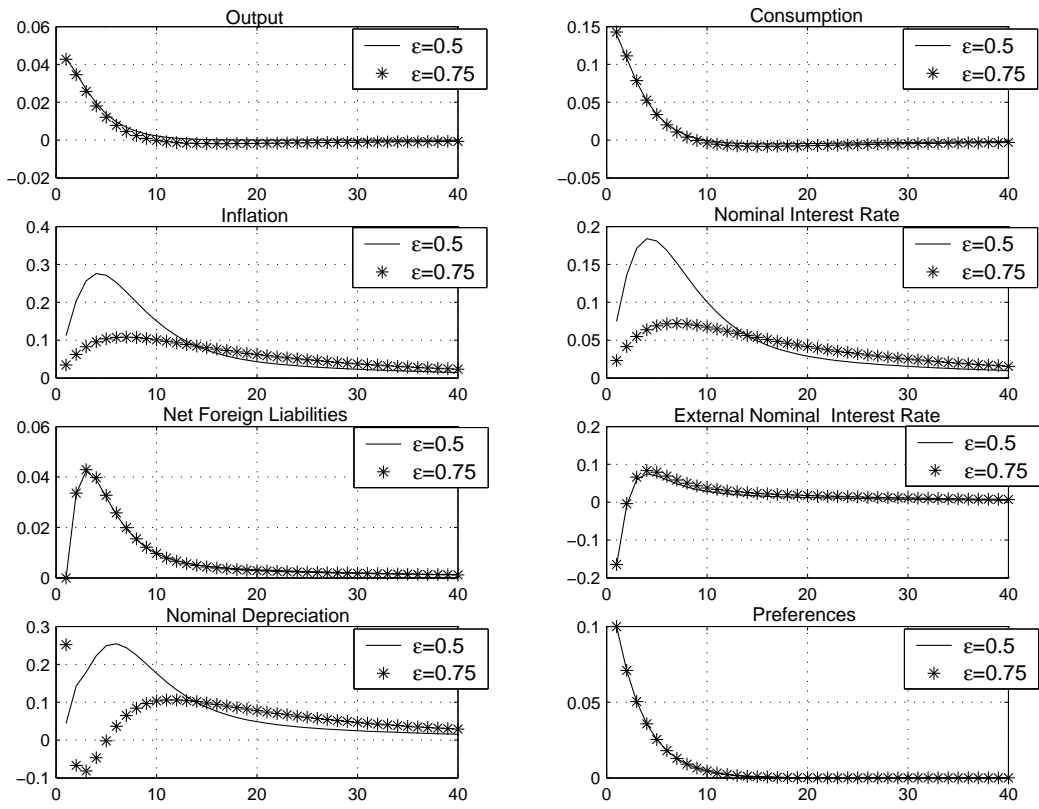 Output
0.06
0.04
0.02
0
−0.02
0 10 20 30 40
ε=0.5
ε=0.75
Consumption
0.15
0.1
0.05
0
−0.05
0 10 20 30 40
ε=0.5
ε=0.75
Inflation
0.4
0.3
0.2
0.1
0
0 10 20 30 40
ε=0.5
ε=0.75
Nominal Interest Rate
0.2
0.15
0.1
0.05
0
0 10 20 30 40
ε=0.5
ε=0.75
Net Foreign Liabilities
0.06
0.04
0.02
0
0 10 20 30 40
ε=0.5
ε=0.75
External Nominal Interest Rate
0.2
0.1
0
−0.1
−0.2
0 10 20 30 40
ε=0.5
ε=0.75
Nominal Depreciation
0.3
0.2
0.1
0
−0.1
0 10 20 30 40
ε=0.5
ε=0.75
Preferences
0.1
0.05
0
0 10 20 30 40
ε=0.5
ε=0.75